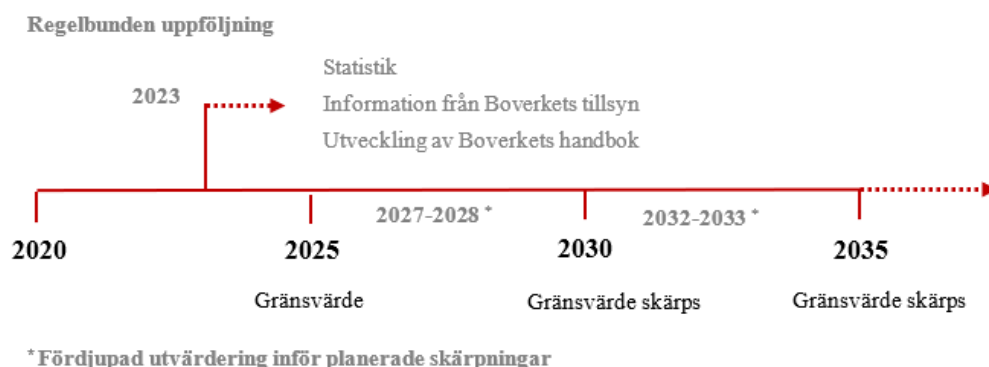 Regelbunden uppföljning
Statistik
2023
Information från Boverkets tillsyn
Utveckling av Boverkets handbok
2027-2028 *
2032-2033 *
2020
2025
2030
2035
Gränsvärde
Gränsvärde skärps
Gränsvärde skärps
* Fördjupad utvärdering inför planerade skärpningar